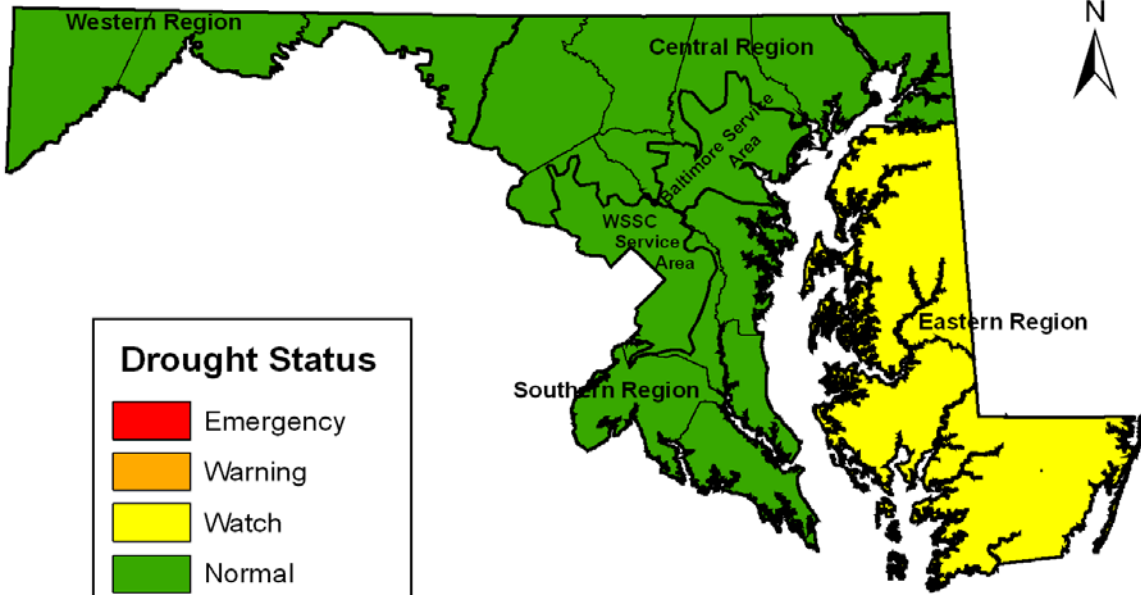 N
Western Region
Central Region
Baltimore Service
Area
WSSC
Service
Area
Eastern Region
Southern Region
Drought Status
Emergency
Warning
Watch
Normal